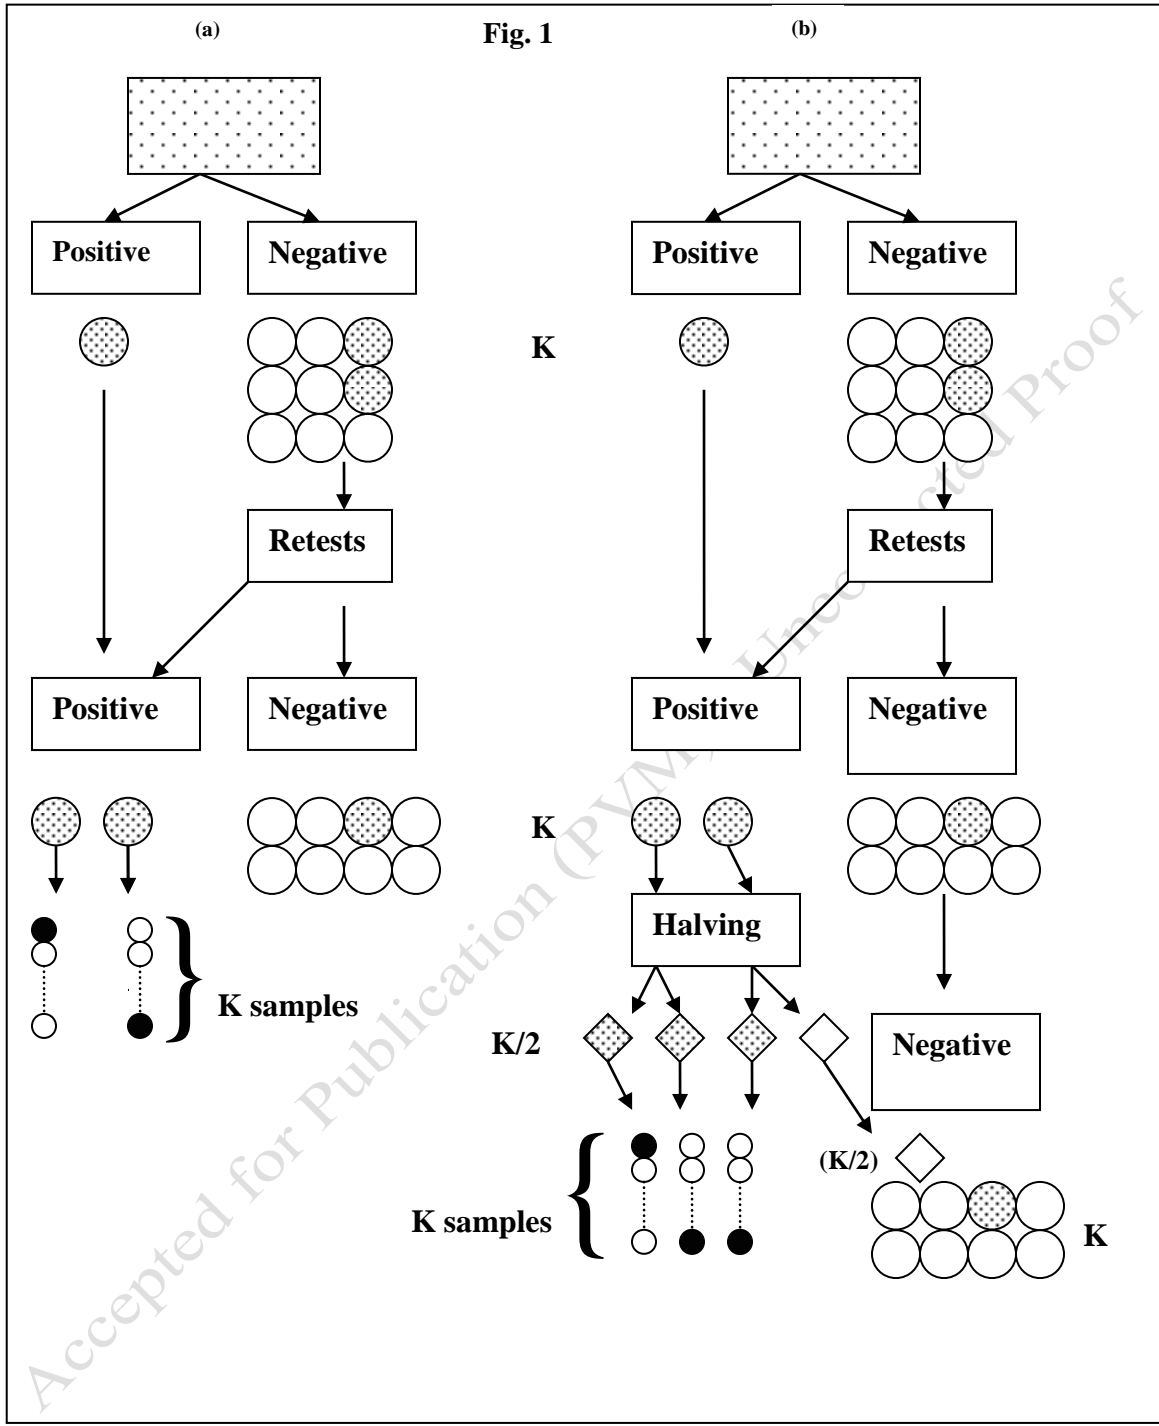 (a)
Fig. 1
(b)
Positive
Negative
Positive
Negative
K
Retests
Retests
Positive
Negative
Positive
Negative
K
Halving
K samples
K/2
Negative
(K/2)
K samples
K
Accepted for Publication (PVM) Uncorrected Proof